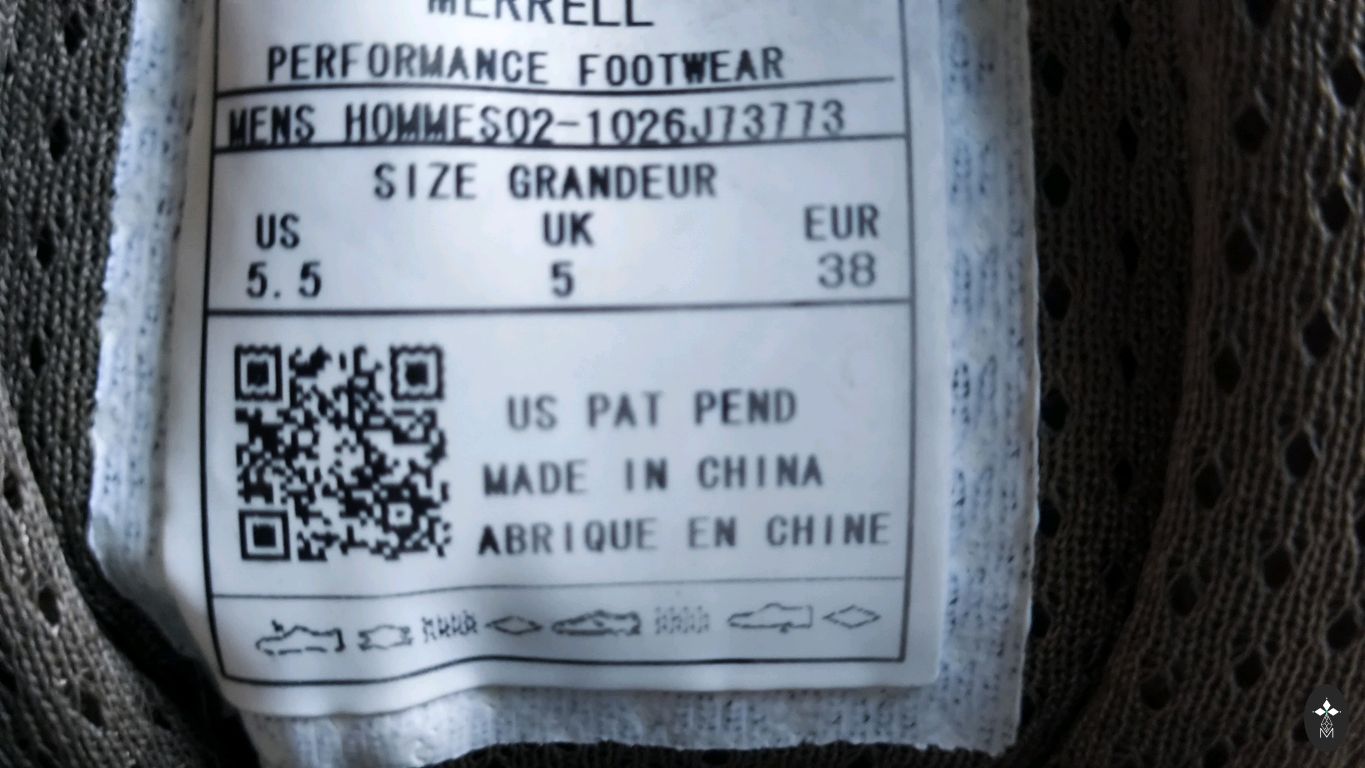 MERRELL
PERFORMANCE FOOTWEAR
MENS HOMMES02-1026J73773
SIZE GRANDEUR
US UK EUR
5.5 5 38
US PAT PEND
MADE IN CHINA
ABRIQUE EN CHINE
M